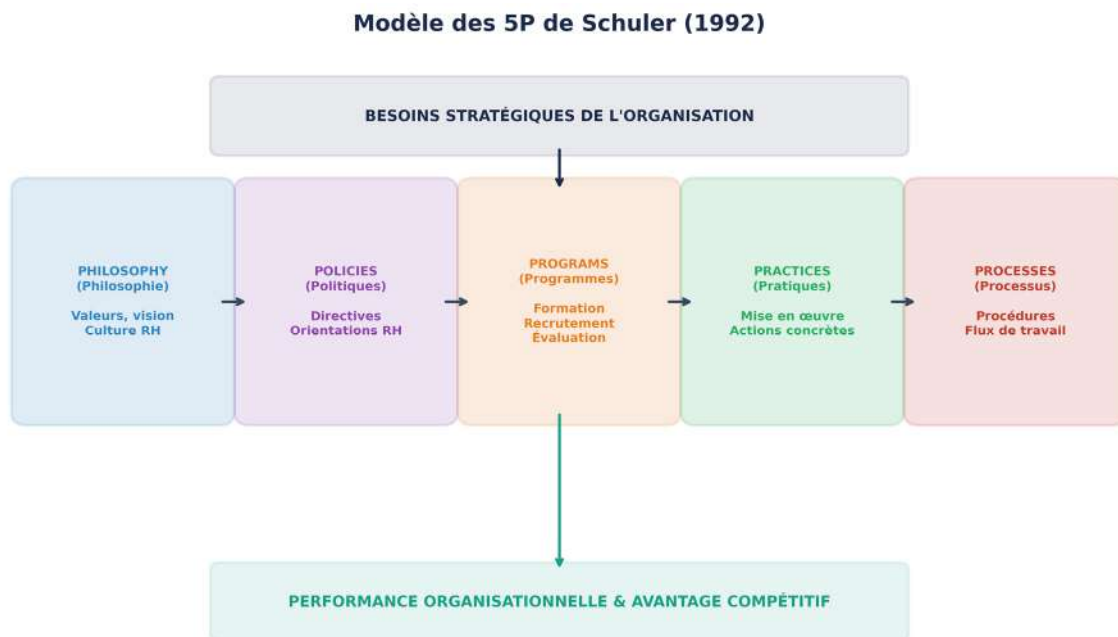 Modèle des 5P de Schuler (1992)
BESOINS STRATÉGIQUES DE L'ORGANISATION
PHILOSOPHY
(Philosophie)
Valeurs, vision
Culture RH
POLICIES
(Politiques)
Directives
Orientations RH
PROGRAMS
(Programmes)
Formation
Recrutement
Évaluation
PRACTICES
(Pratiques)
Mise en œuvre
Actions concrètes
PROCESSES
(Processus)
Procédures
Flux de travail
PERFORMANCE ORGANISATIONNELLE & AVANTAGE COMPÉTITIF